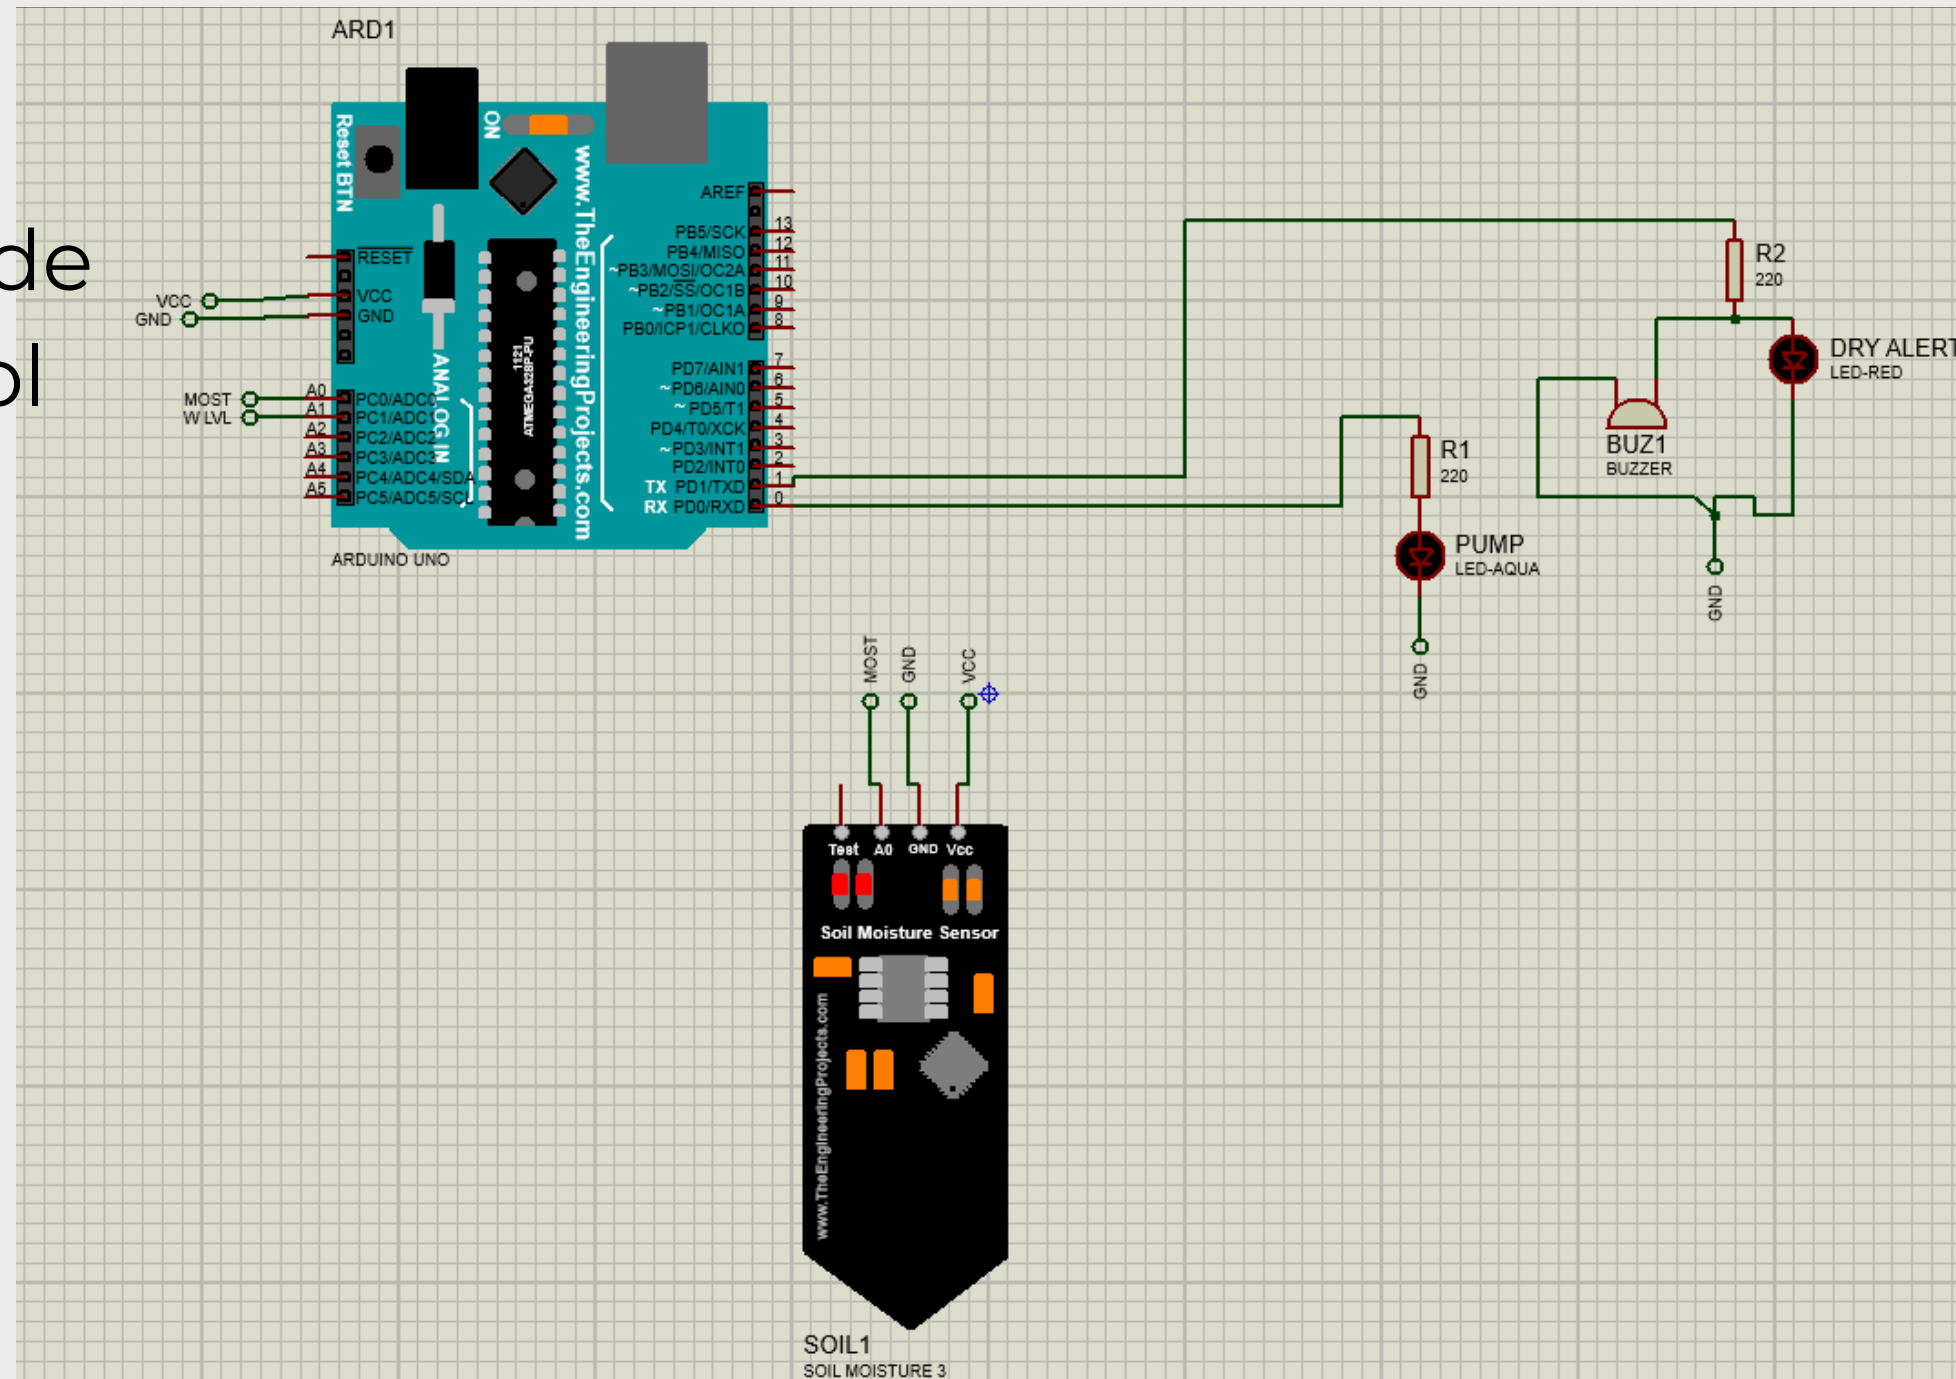 de
ol
ARD1
Reset BTN
ON
www.TheEngineeringProjects.com
RESET
VCC
GND
VCC
GND
MOST
W LVL
A0
A1
A2
A3
A4
A5
PC0/ADC0
PC1/ADC1
PC2/ADC2
PC3/ADC3
PC4/ADC4/SDA
PC5/ADC5/SCL
ANALOG IN
1121
ATMEGA328P-PU
AREF
PB5/SCK
PB4/MISO
~PB3/MOSI/OC2A
~PB2/SS/OC1B
~PB1/OC1A
PB0/ICP1/CLKO
PD7/AIN1
~PD6/AIN0
~PD5/T1
PD4/T0/XCK
~PD3/INT1
PD2/INT0
TX PD1/TXD
RX PD0/RXD
13
12
11
10
9
8
7
6
5
4
3
2
1
0
ARDUINO UNO
R2
220
DRY ALERT
LED-RED
BUZ1
BUZZER
R1
220
PUMP
LED-AQUA
GND
GND
MOST
GND
VCC
Test A0 GND Vcc
Soil Moisture Sensor
www.TheEngineeringProjects.com
SOIL1
SOIL MOISTURE 3